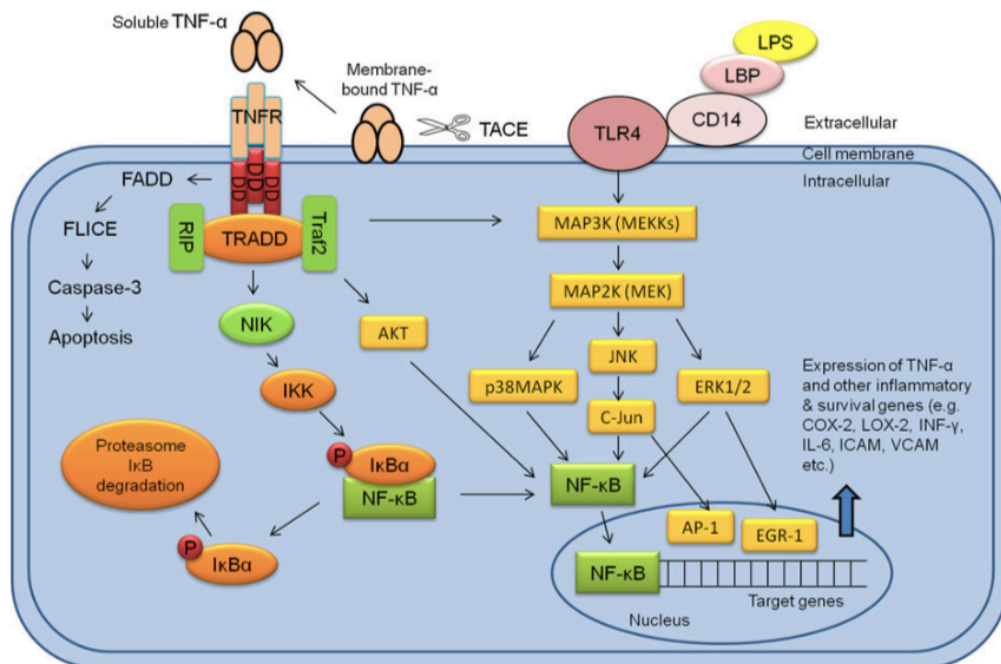 Soluble TNF-α
Membrane-
bound TNF-α
TACE
LPS
LBP
CD14
TLR4
Extracellular
Cell membrane
Intracellular
TNFR
DD
DD
DD
FADD
FLICE
Caspase-3
Apoptosis
RIP
TRADD
Traf2
NIK
IKK
AKT
P
IκBα
NF-κB
P
IκBα
Proteasome
IκB
degradation
MAP3K (MEKKs)
MAP2K (MEK)
p38MAPK
JNK
C-Jun
ERK1/2
NF-κB
AP-1
EGR-1
NF-κB
Target genes
Nucleus
Expression of TNF-α
and other inflammatory
& survival genes (e.g.
COX-2, LOX-2, INF-γ,
IL-6, ICAM, VCAM
etc.)